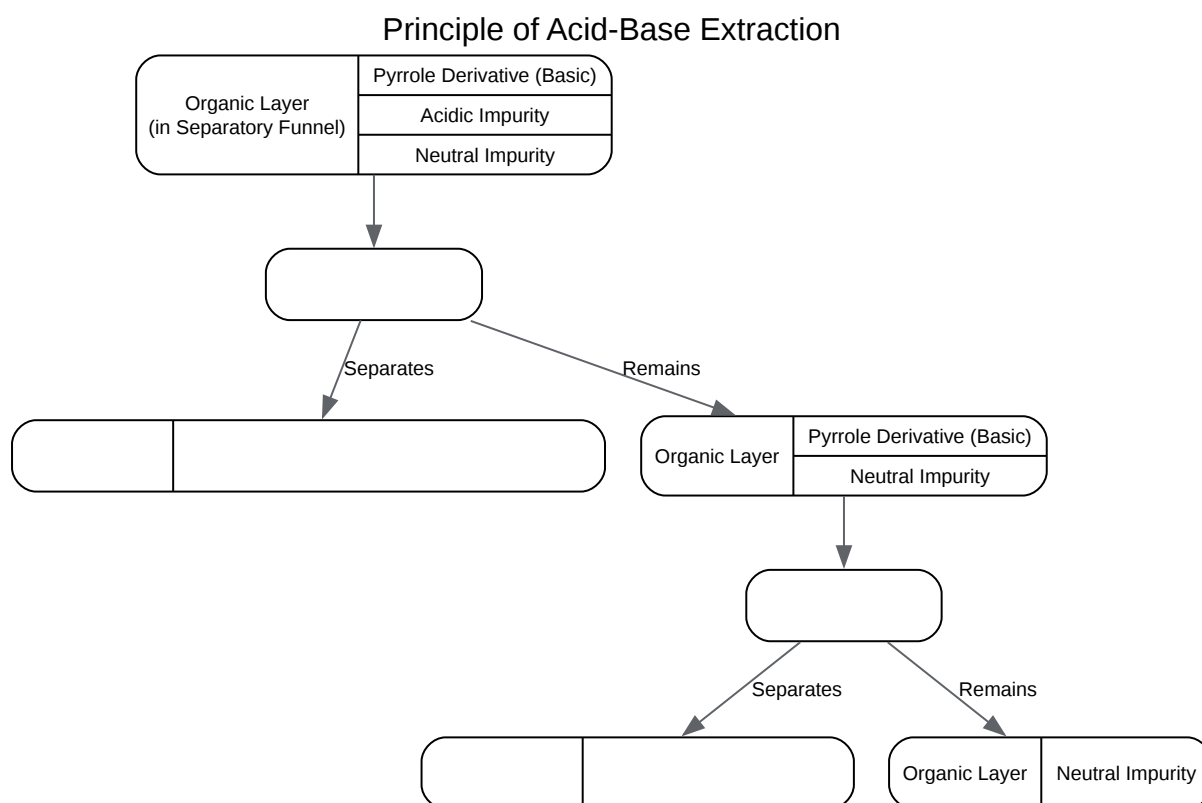 Principle of Acid-Base Extraction
Organic Layer
(in Separatory Funnel)
Pyrrole Derivative (Basic)
Acidic Impurity
Neutral Impurity
Separates
Remains
Organic Layer
Pyrrole Derivative (Basic)
Neutral Impurity
Separates
Remains
Organic Layer
Neutral Impurity